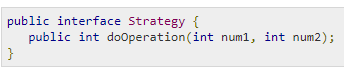 public interface Strategy {
   public int doOperation(int num1, int num2);
}